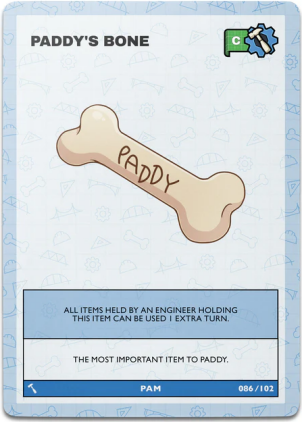 PADDY'S BONE
C
PADDY
ALL ITEMS HELD BY AN ENGINEER HOLDING
THIS ITEM CAN BE USED 1 EXTRA TURN.
THE MOST IMPORTANT ITEM TO PADDY.
PAM
086/102